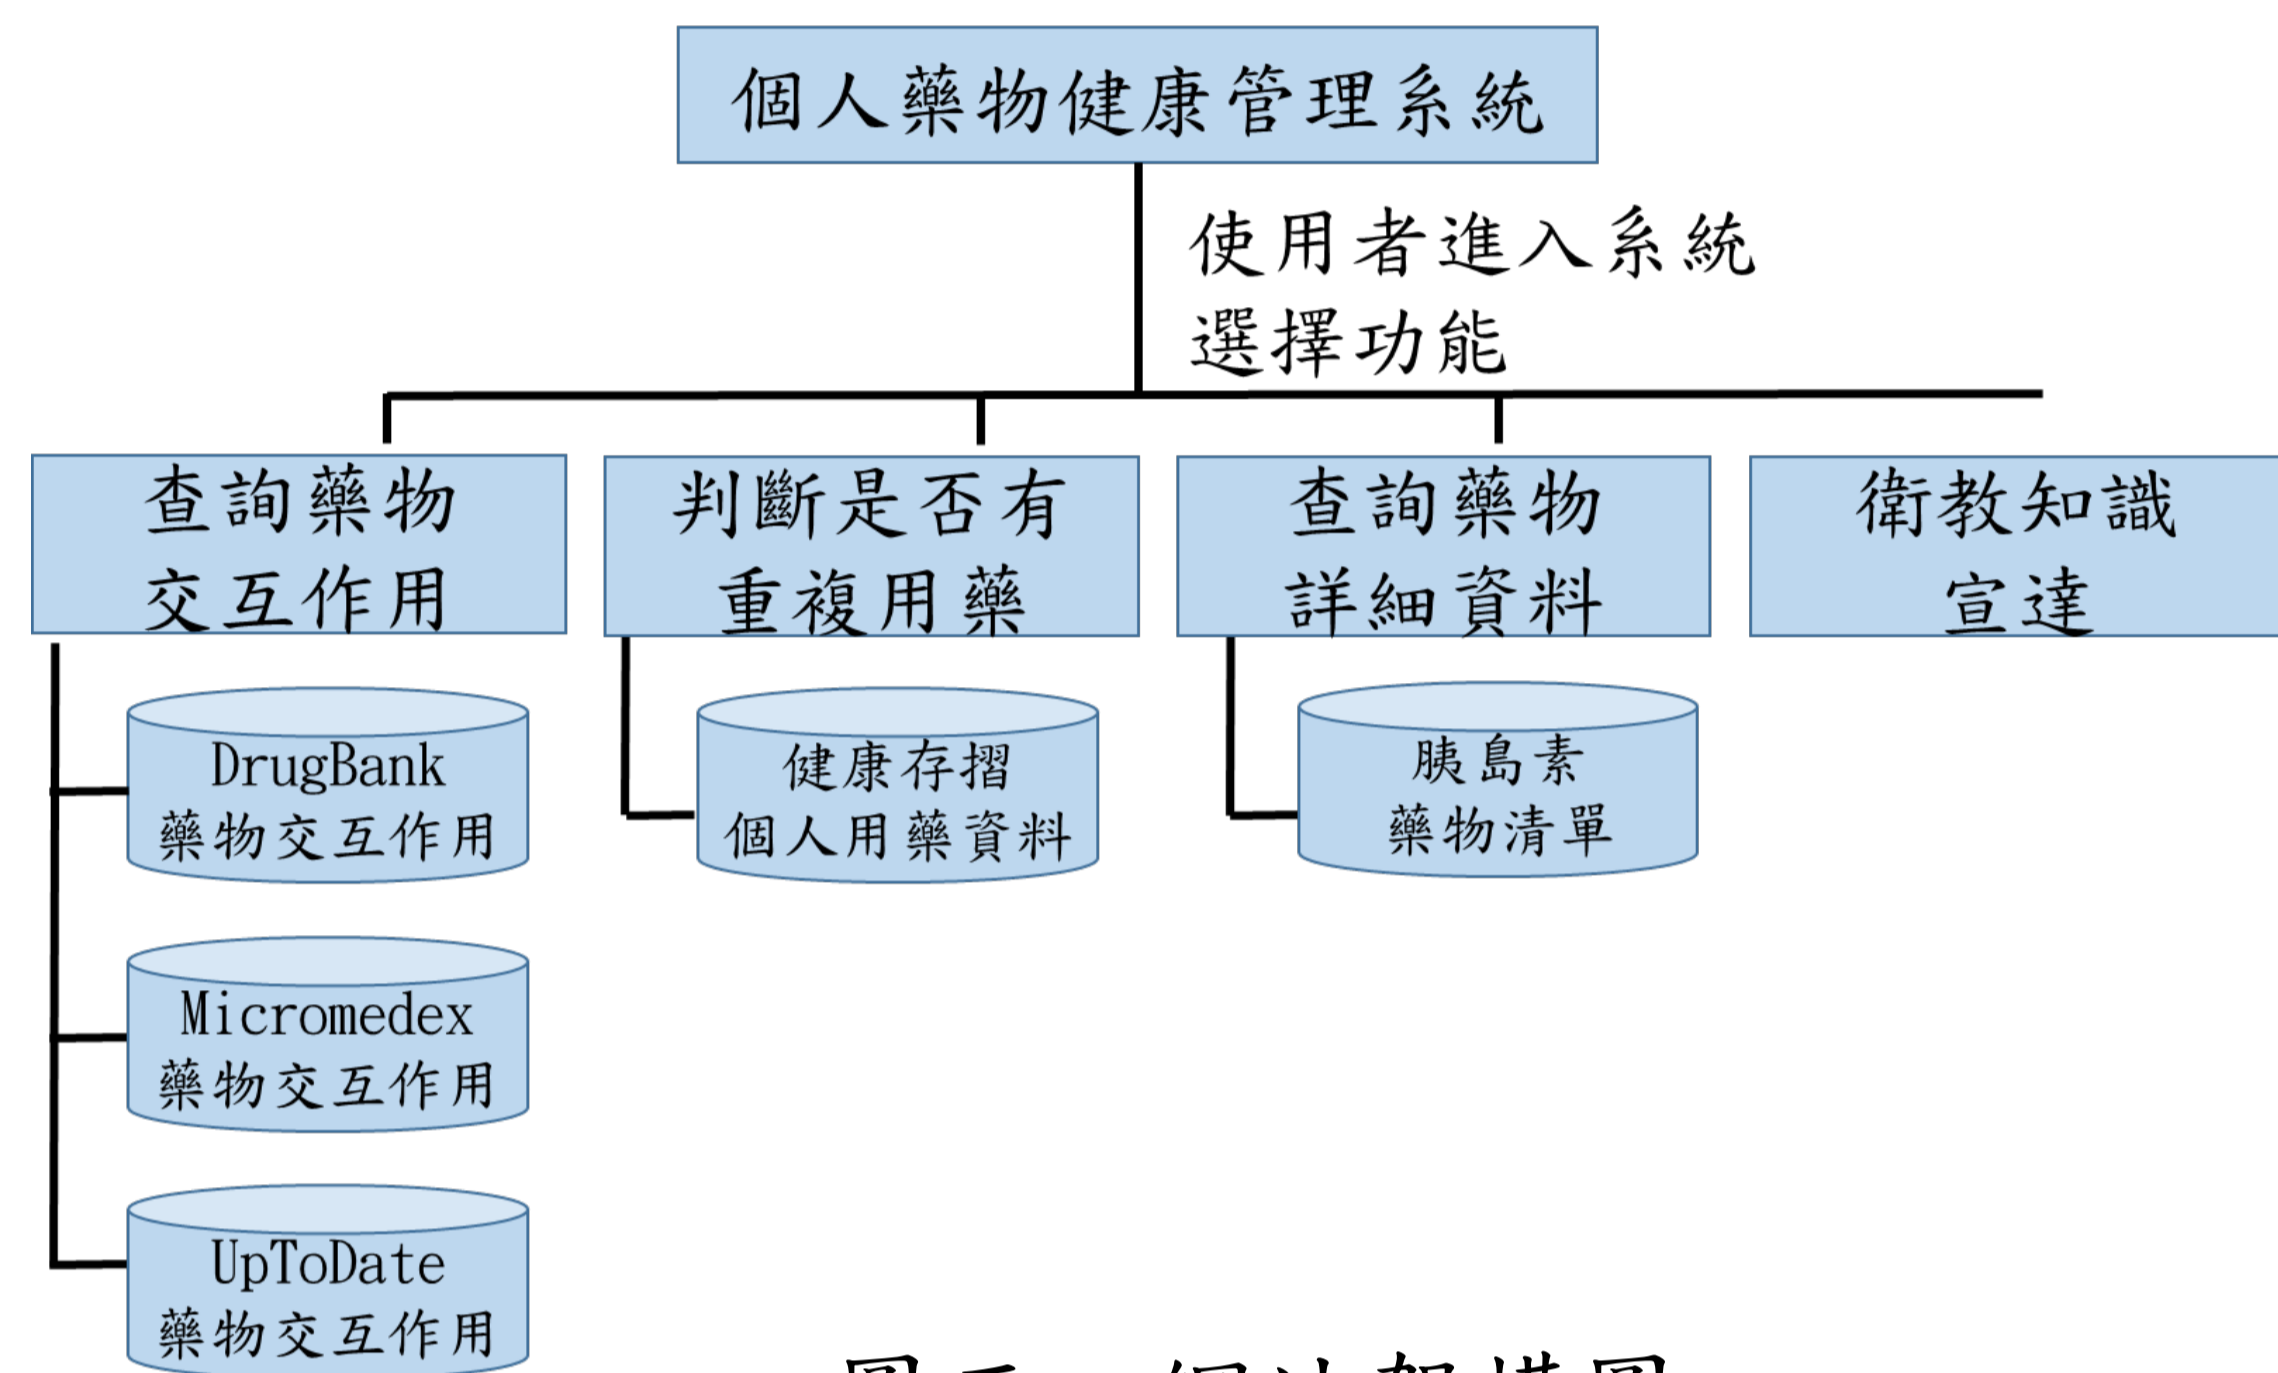 個人藥物健康管理系統
使用者進入系統
選擇功能
查詢藥物
交互作用
判斷是否有
重複用藥
查詢藥物
詳細資料
衛教知識
宣達
DrugBank
藥物交互作用
健康存摺
個人用藥資料
胰島素
藥物清單
Micromedex
藥物交互作用
UpToDate
藥物交互作用